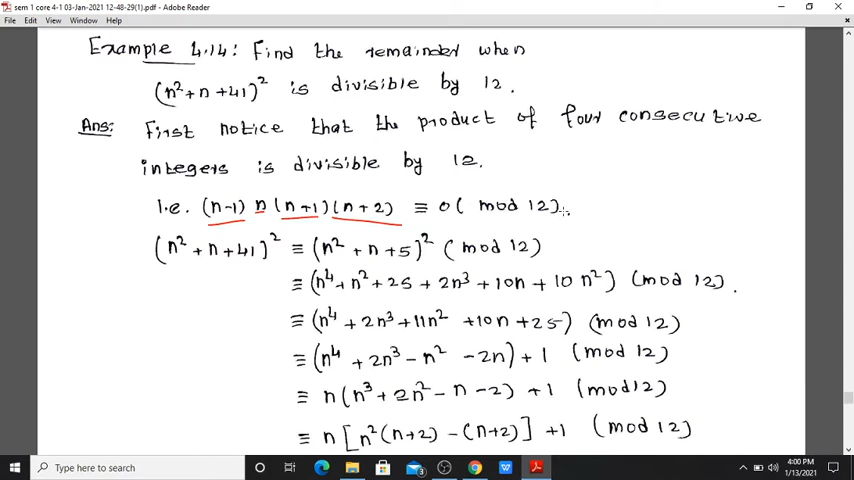 sem 1 core 4-1 03-Jan-2021 12-48-29(1).pdf - Adobe Reader
File Edit View Window Help
Example 4.14: Find the remainder when
(n²+n+41)² is divisible by 12.
Ans: First notice that the product of four consecutive
integers is divisible by 12.
i.e. (n-1) n (n+1)(n+2) ≡ 0( mod 12).
(n²+n+41)² ≡ (n² + n + 5)² (mod 12)
≡ (n⁴ + n² + 25 + 2n³ + 10n + 10 n²) (mod 12).
≡ (n⁴ + 2n³ + 11n² + 10n + 25) (mod 12)
≡ (n⁴ + 2n³ - n² - 2n) + 1 (mod 12)
≡ n(n³ + 2n² - n - 2) + 1 (mod 12)
≡ n[n²(n+2) - (n+2)] + 1 (mod 12)
Type here to search
3
4:00 PM
1/13/2021